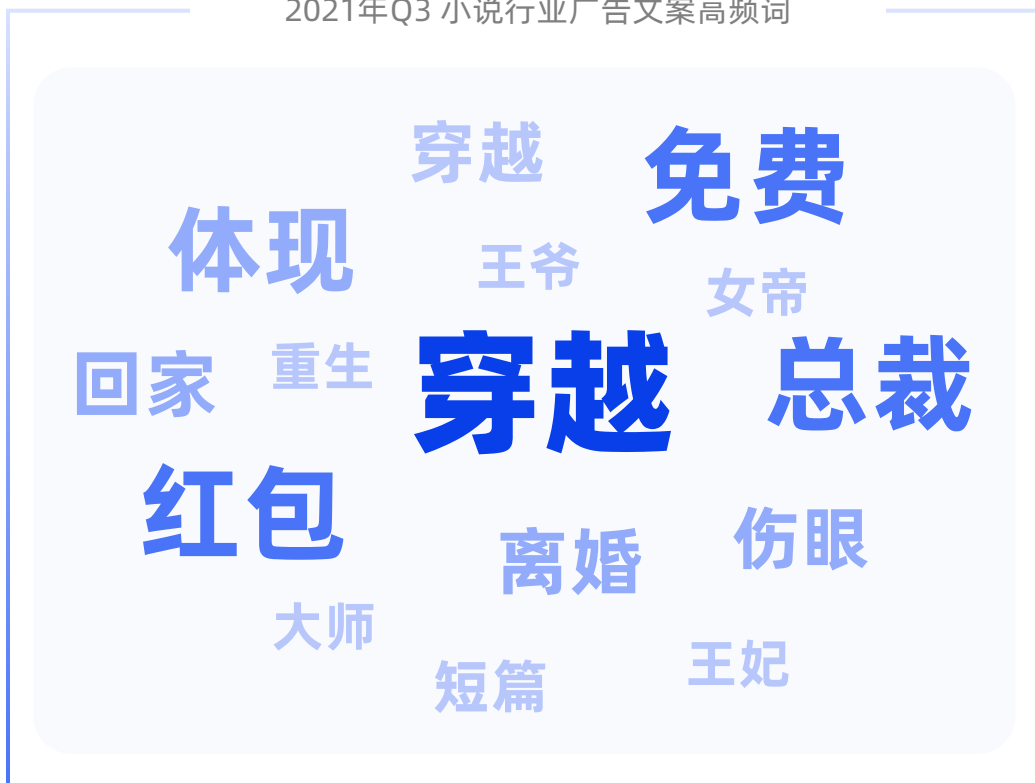 2021年Q3 小说行业广告文案高频词
穿越
免费
体现
王爷
女帝
回家
重生
穿越
总裁
红包
离婚
伤眼
大师
短篇
王妃